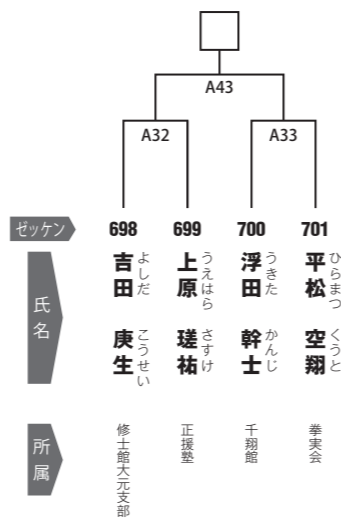 A43
A32 A33
ゼッケン 698 699 700 701
氏名
吉田 庚生
よしだ こうせい
上原 瑳祐
うえはら さすけ
浮田 幹士
うきた かんじ
平松 空翔
ひらまつ くうと
所属
修士館大元支部
正援塾
千翔館
拳実会